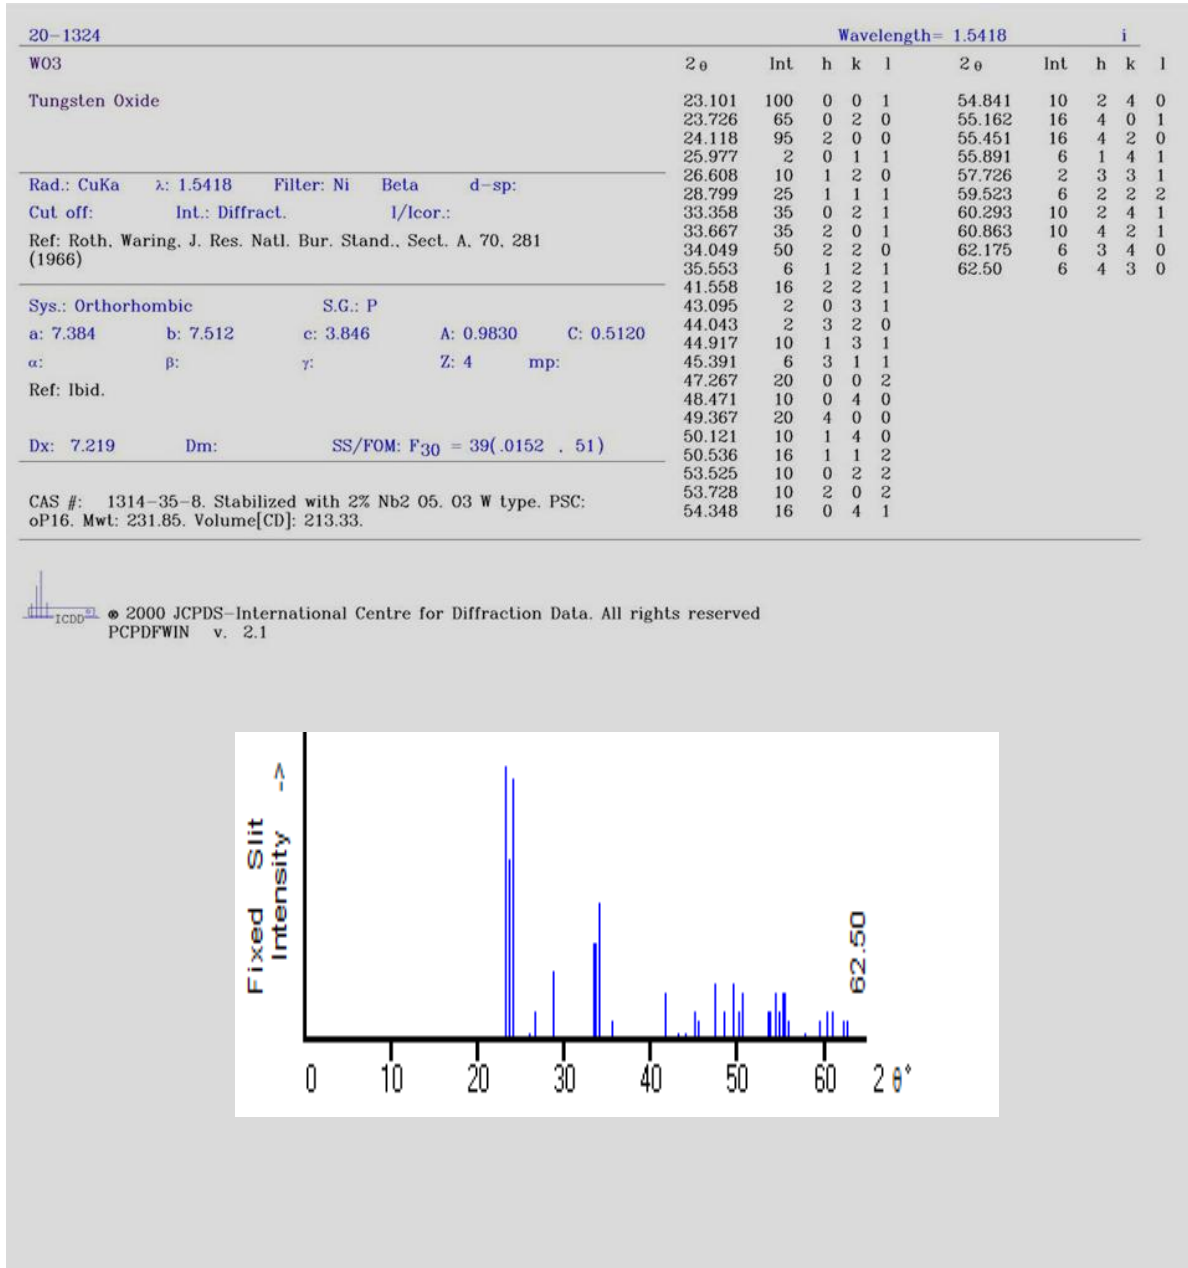 20-1324 Wavelength= 1.5418 i
WO3
Tungsten Oxide
Rad.: CuKa λ: 1.5418 Filter: Ni Beta d-sp:
Cut off: Int.: Diffract. I/Icor.:
Ref: Roth, Waring, J. Res. Natl. Bur. Stand., Sect. A, 70, 281
(1966)
Sys.: Orthorhombic S.G.: P
a: 7.384 b: 7.512 c: 3.846 A: 0.9830 C: 0.5120
α: β: γ: Z: 4 mp:
Ref: Ibid.
Dx: 7.219 Dm: SS/FOM: F30 = 39(.0152 , 51)
CAS #: 1314-35-8. Stabilized with 2% Nb2 O5. O3 W type. PSC:
oP16. Mwt: 231.85. Volume[CD]: 213.33.
2θ Int h k l
23.101 100 0 0 1
23.726 65 0 2 0
24.118 95 2 0 0
25.977 2 0 1 1
26.608 10 1 2 0
28.799 25 1 1 1
33.358 35 0 2 1
33.667 35 2 0 1
34.049 50 2 2 0
35.553 6 1 2 1
41.558 16 2 2 1
43.095 2 0 3 1
44.043 2 3 2 0
44.917 10 1 3 1
45.391 6 3 1 1
47.267 20 0 0 2
48.471 10 0 4 0
49.367 20 4 0 0
50.121 10 1 4 0
50.536 16 1 1 2
53.525 10 0 2 2
53.728 10 2 0 2
54.348 16 0 4 1
2θ Int h k l
54.841 10 2 4 0
55.162 16 4 0 1
55.451 16 4 2 0
55.891 6 1 4 1
57.726 2 3 3 1
59.523 6 2 2 2
60.293 10 2 4 1
60.863 10 4 2 1
62.175 6 3 4 0
62.50 6 4 3 0
ICDD® ® 2000 JCPDS-International Centre for Diffraction Data. All rights reserved
PCPDFWIN v. 2.1
Fixed Slit
Intensity ->
62.50
0 10 20 30 40 50 60 2θ°